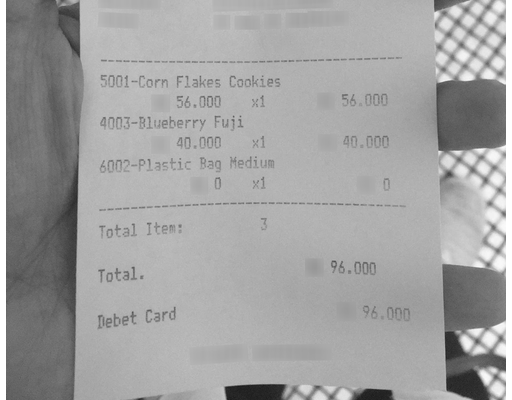 5001-Corn Flakes Cookies
56.000 x1 56.000
4003-Blueberry Fuji
40.000 x1 40.000
6002-Plastic Bag Medium
0 x1 0
Total Item: 3
Total. 96.000
Debet Card 96.000